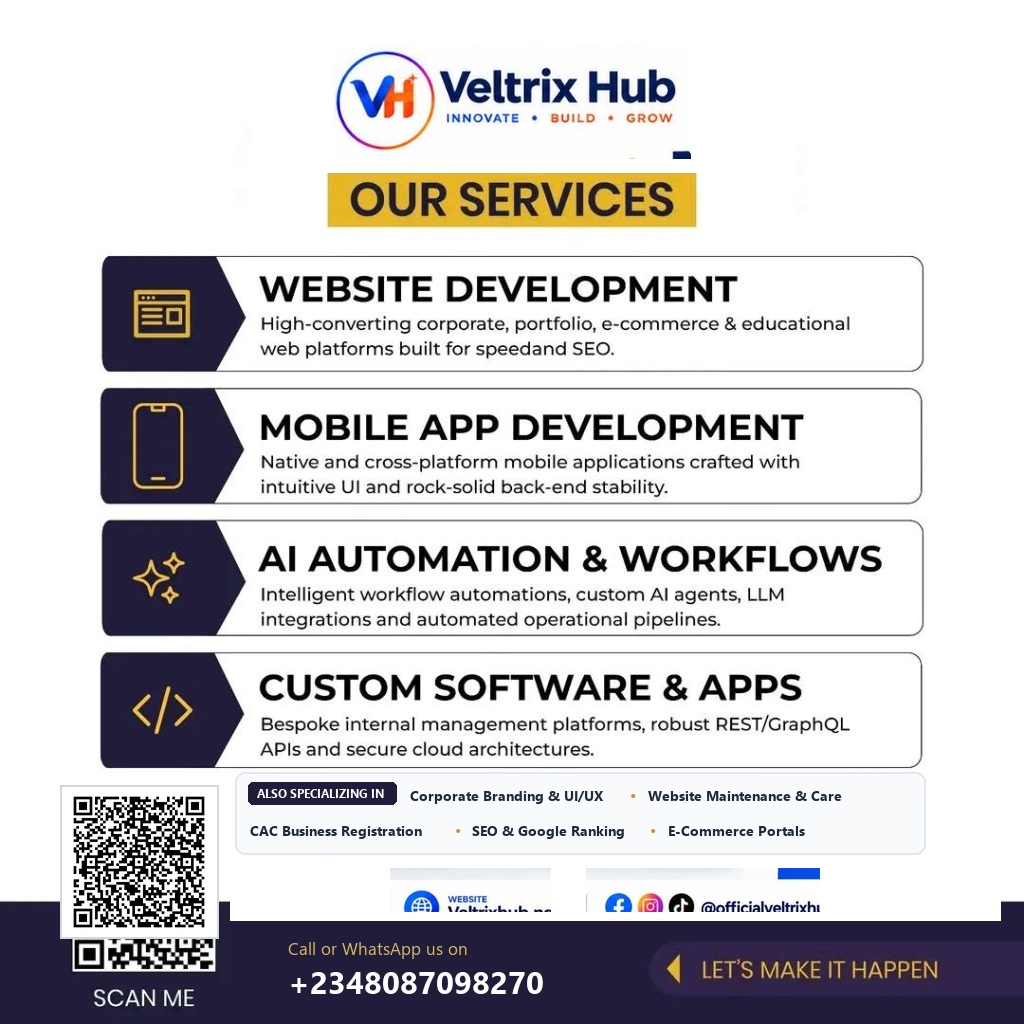 VH Veltrix Hub
INNOVATE • BUILD • GROW
OUR SERVICES
WEBSITE DEVELOPMENT
High-converting corporate, portfolio, e-commerce & educational
web platforms built for speedand SEO.
MOBILE APP DEVELOPMENT
Native and cross-platform mobile applications crafted with
intuitive UI and rock-solid back-end stability.
AI AUTOMATION & WORKFLOWS
Intelligent workflow automations, custom AI agents, LLM
integrations and automated operational pipelines.
CUSTOM SOFTWARE & APPS
Bespoke internal management platforms, robust REST/GraphQL
APIs and secure cloud architectures.
ALSO SPECIALIZING IN Corporate Branding & UI/UX • Website Maintenance & Care
CAC Business Registration • SEO & Google Ranking • E-Commerce Portals
WEBSITE
SCAN ME
Call or WhatsApp us on
+2348087098270
LET'S MAKE IT HAPPEN